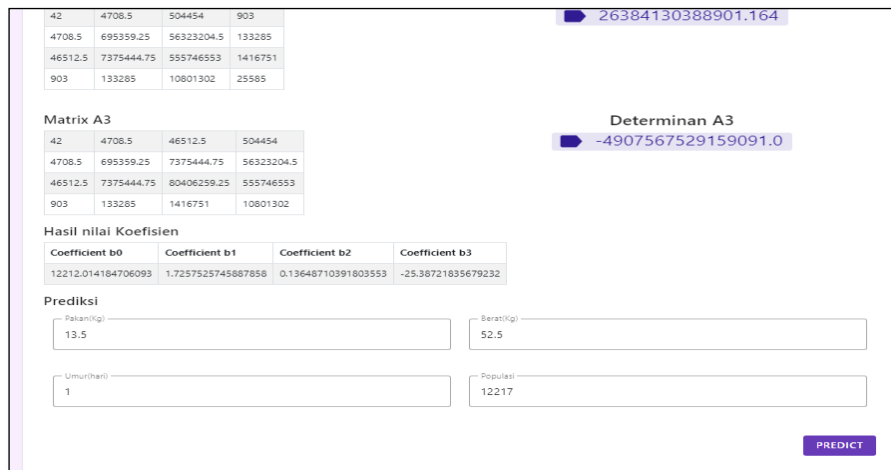 42 4708.5 504454 903
26384130388901.164
4708.5 695359.25 56323204.5 133285
46512.5 7375444.75 555746553 1416751
903 133285 10801302 25585
Matrix A3
Determinan A3
42 4708.5 46512.5 504454
-4907567529159091.0
4708.5 695359.25 7375444.75 56323204.5
46512.5 7375444.75 80406259.25 555746553
903 133285 1416751 10801302
Hasil nilai Koefisien
Coefficient b0 Coefficient b1 Coefficient b2 Coefficient b3
12212.014184706093 1.7257525745887858 0.13648710391803553 -25.38721835679232
Prediksi
Pakan(Kg) Berat(Kg)
13.5 52.5
Umur(hari) Populasi
1 12217
PREDICT